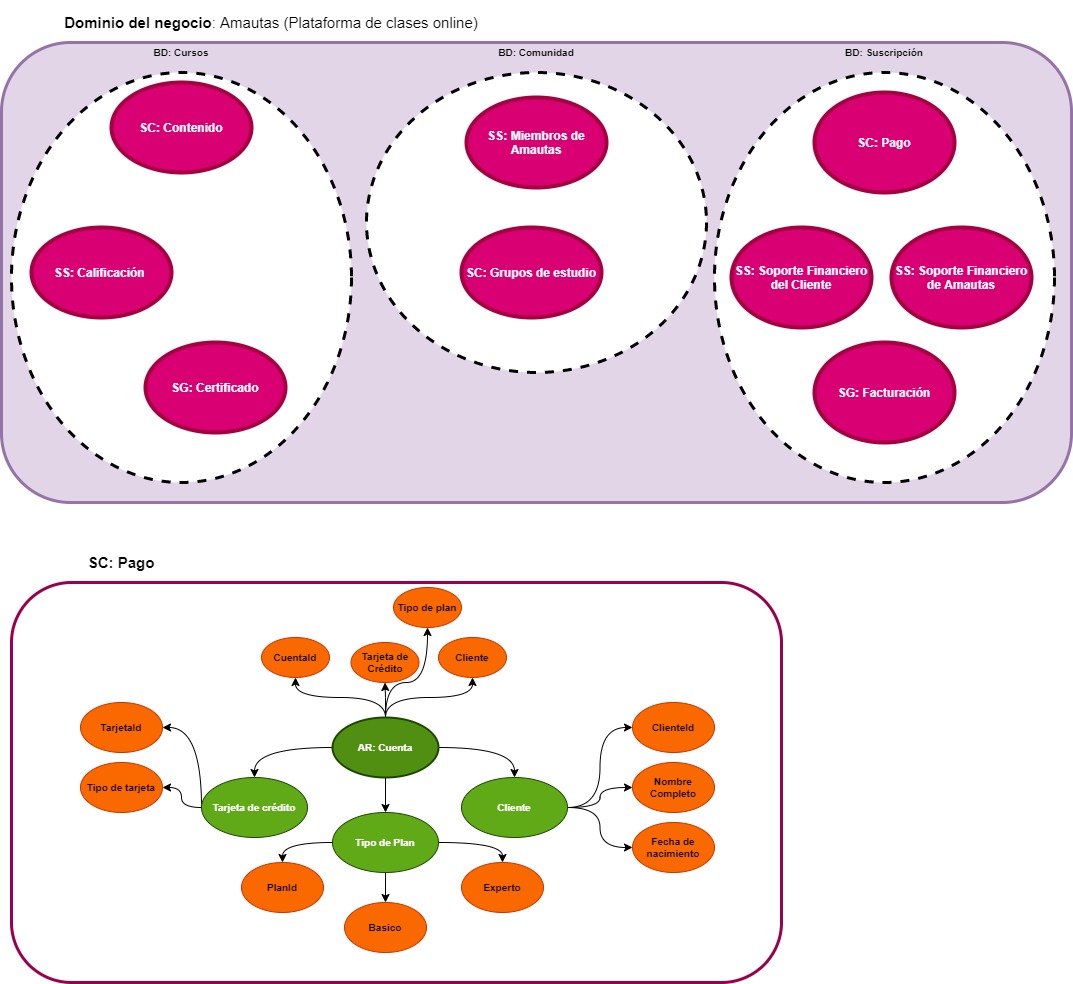 Dominio del negocio: Amautas (Plataforma de clases online)
BD: Cursos
BD: Comunidad
BD: Suscripción
SC: Contenido
SS: Calificación
SG: Certificado
SS: Miembros de
Amautas
SC: Grupos de estudio
SC: Pago
SS: Soporte Financiero
del Cliente
SS: Soporte Financiero
de Amautas
SG: Facturación
SC: Pago
Tipo de plan
CuentaId
Tarjeta de
Crédito
Cliente
AR: Cuenta
TarjetaId
Tipo de tarjeta
Tarjeta de crédito
Cliente
ClienteId
Nombre
Completo
Fecha de
nacimiento
Tipo de Plan
PlanId
Basico
Experto